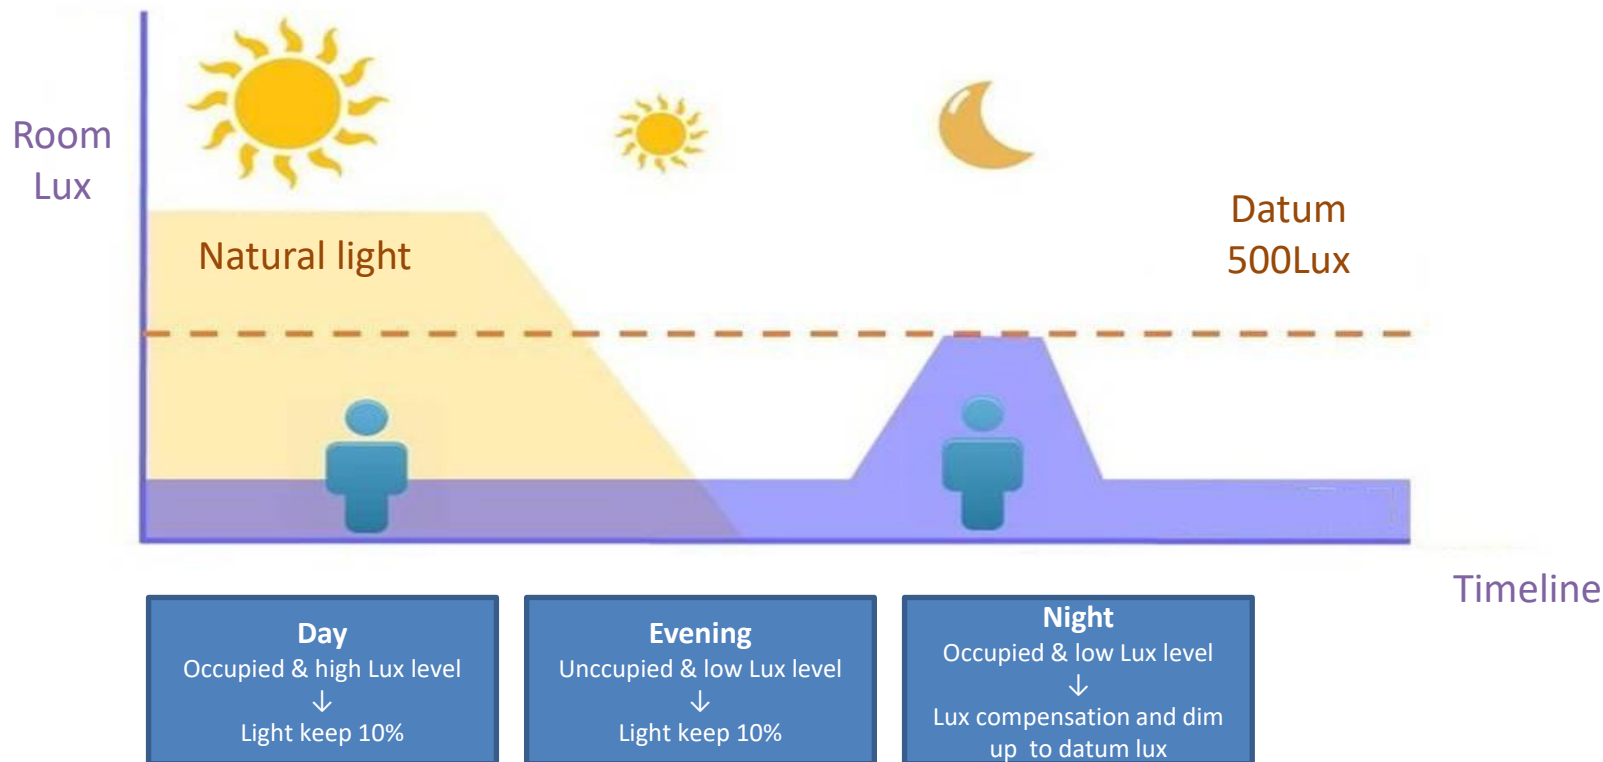 Room
Lux
Natural light
Datum
500Lux
Timeline
Day
Occupied & high Lux level
↓
Light keep 10%
Evening
Unccupied & low Lux level
↓
Light keep 10%
Night
Occupied & low Lux level
↓
Lux compensation and dim
up to datum lux